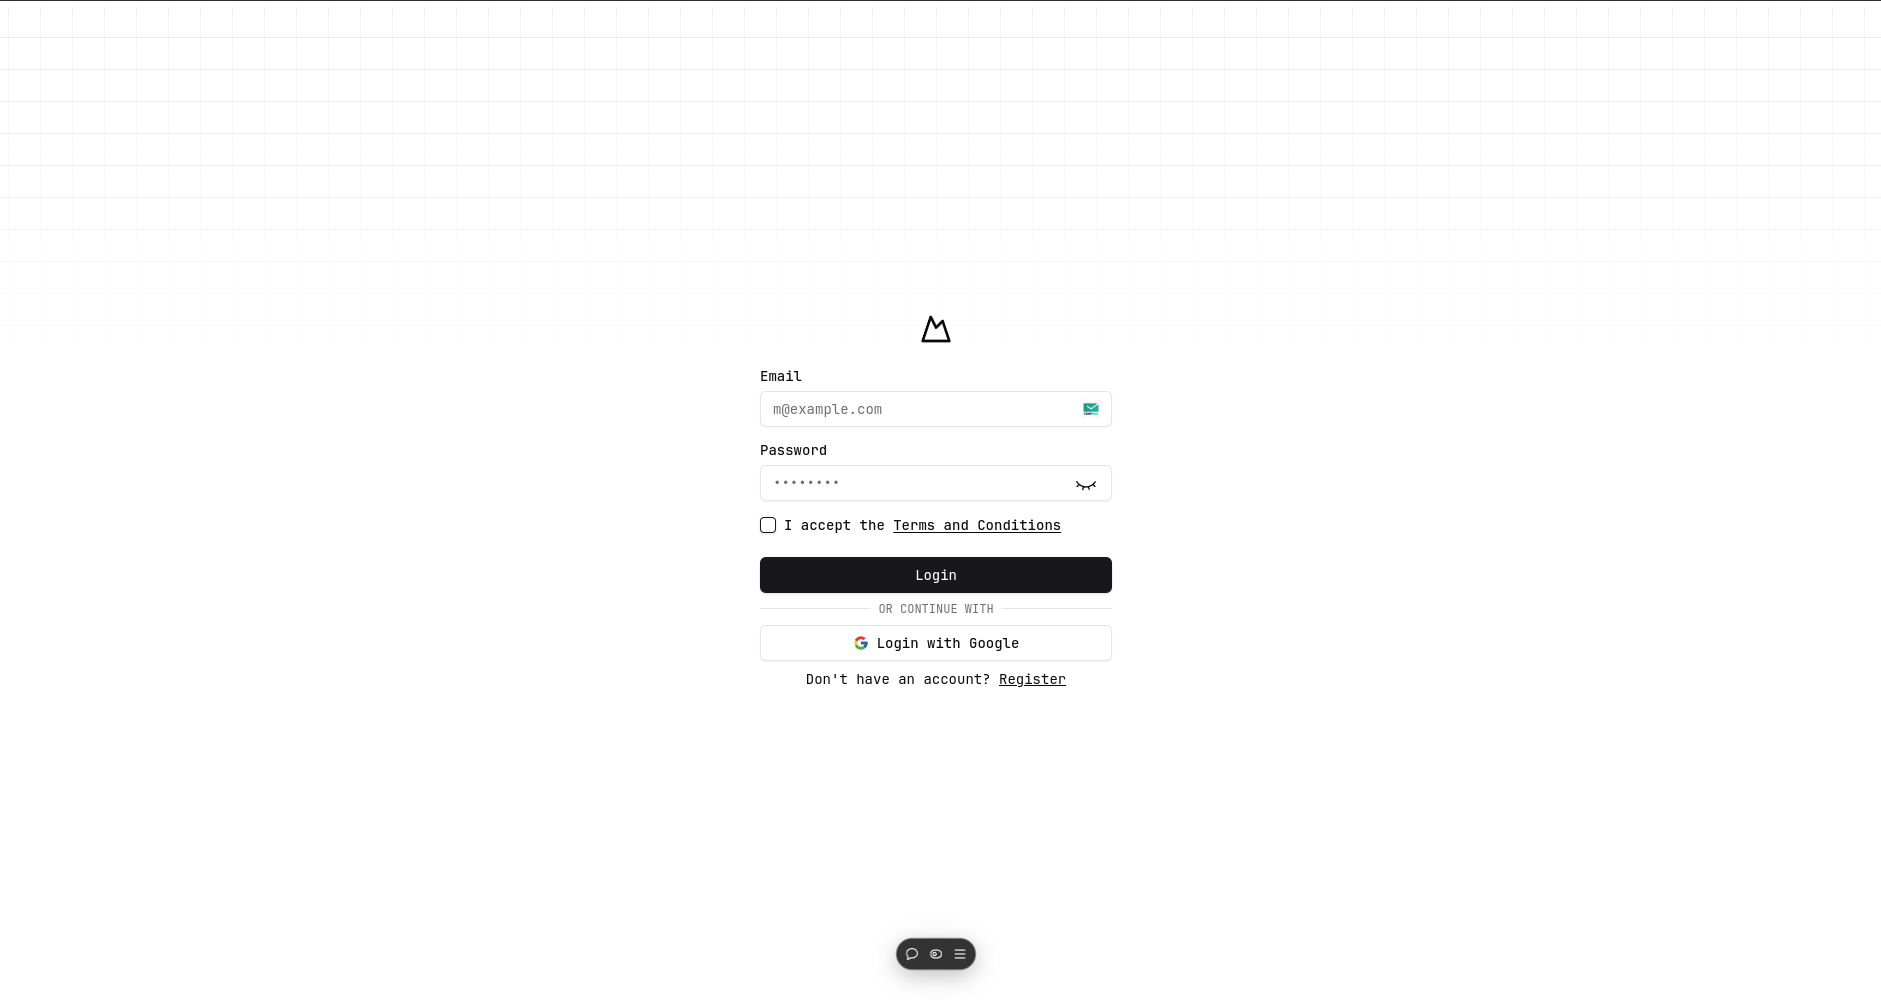 Email
m@example.com
Password
••••••••
I accept the Terms and Conditions
Login
OR CONTINUE WITH
Login with Google
Don't have an account? Register